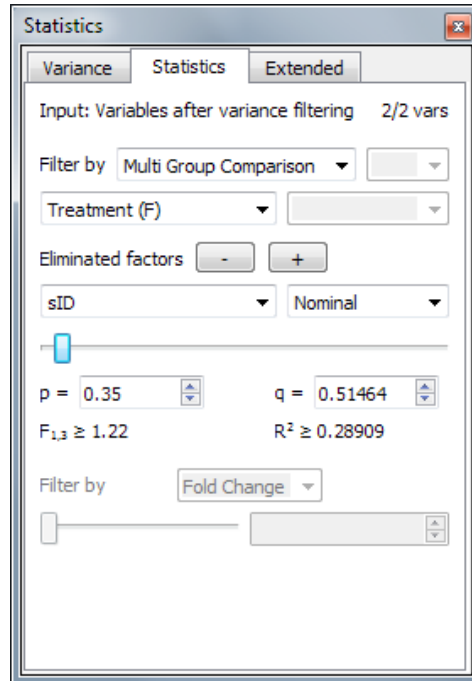 Statistics
Variance Statistics Extended
Input: Variables after variance filtering 2/2 vars
Filter by Multi Group Comparison
Treatment (F)
Eliminated factors - +
sID Nominal
p = 0.35 q = 0.51464
F₁,₃ ≥ 1.22 R² ≥ 0.28909
Filter by Fold Change